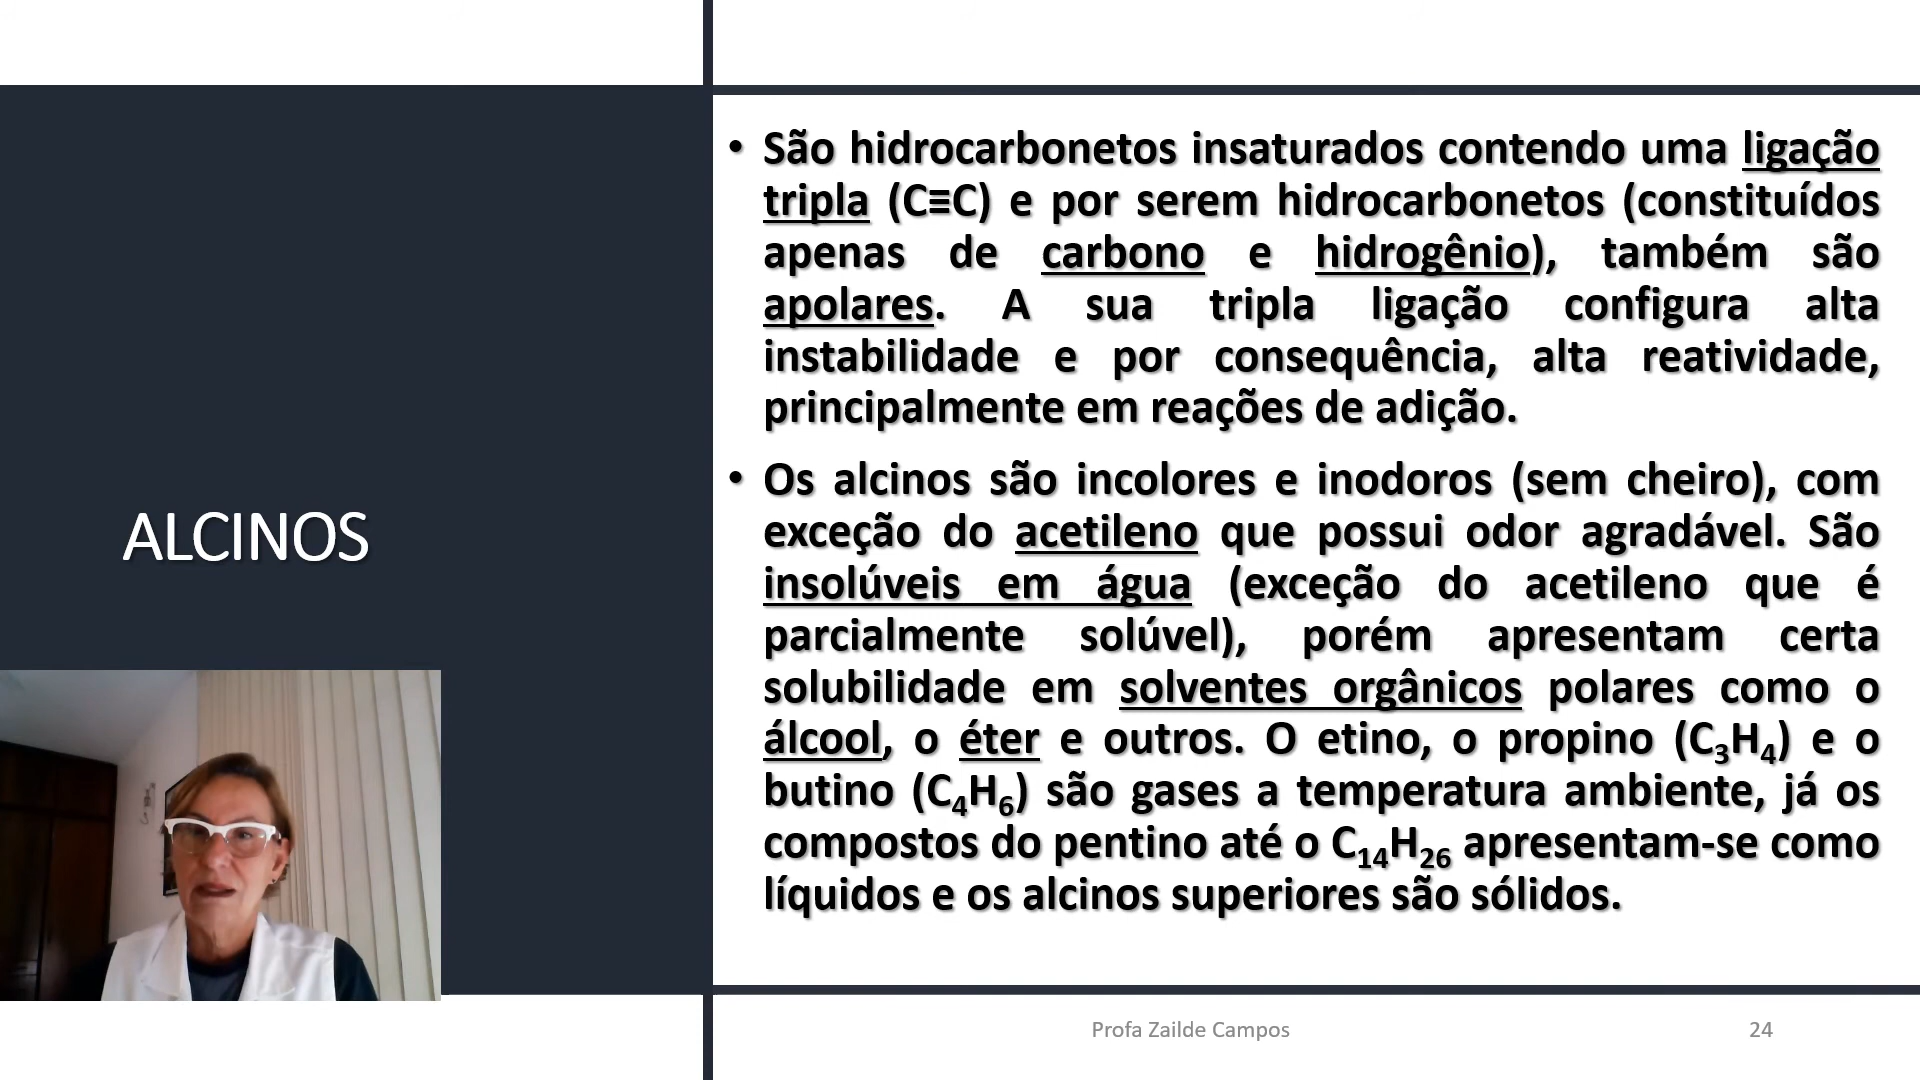 ALCINOS
• São hidrocarbonetos insaturados contendo uma ligação
tripla (C≡C) e por serem hidrocarbonetos (constituídos
apenas de carbono e hidrogênio), também são
apolares. A sua tripla ligação configura alta
instabilidade e por consequência, alta reatividade,
principalmente em reações de adição.
• Os alcinos são incolores e inodoros (sem cheiro), com
exceção do acetileno que possui odor agradável. São
insolúveis em água (exceção do acetileno que é
parcialmente solúvel), porém apresentam certa
solubilidade em solventes orgânicos polares como o
álcool, o éter e outros. O etino, o propino (C₃H₄) e o
butino (C₄H₆) são gases a temperatura ambiente, já os
compostos do pentino até o C₁₄H₂₆ apresentam-se como
líquidos e os alcinos superiores são sólidos.
Profa Zailde Campos
24